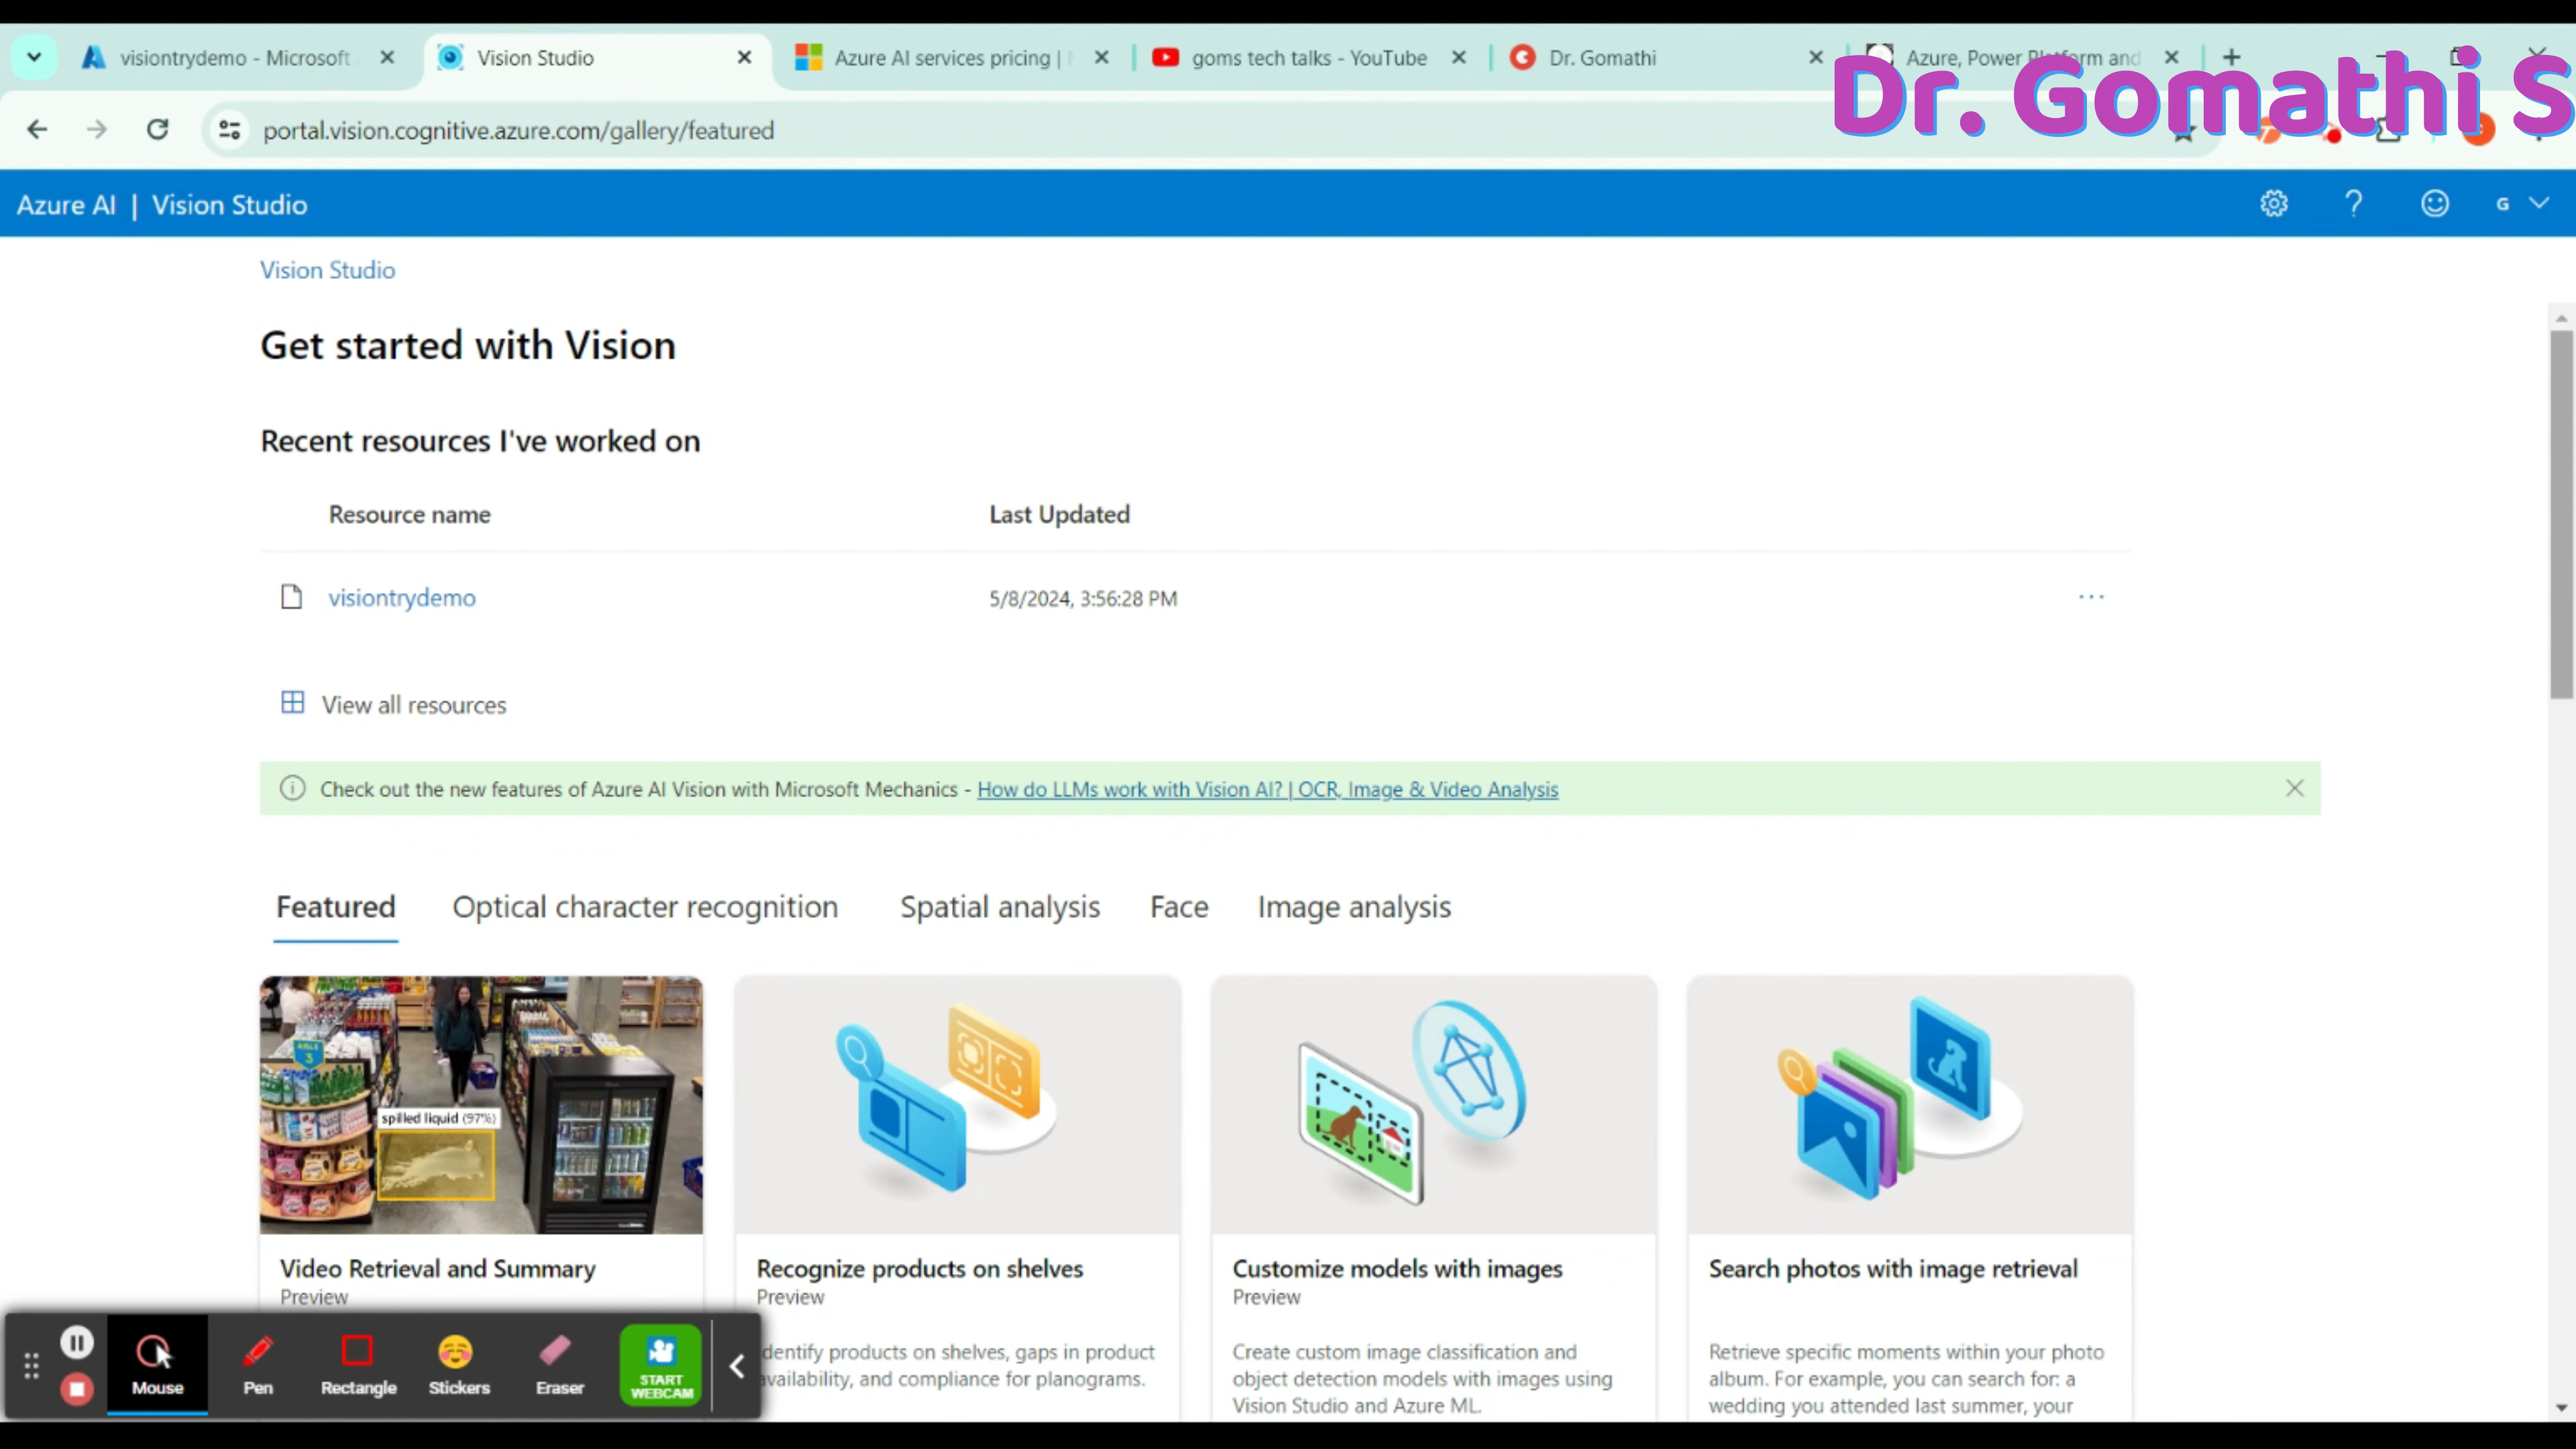 visiontrydemo - Microsoft
Vision Studio
Azure AI services pricing |
goms tech talks - YouTube
Dr. Gomathi
Azure, Power Platform and
Dr. Gomathi S
portal.vision.cognitive.azure.com/gallery/featured
Azure AI | Vision Studio
G
Vision Studio
Get started with Vision
Recent resources I've worked on
Resource name Last Updated
visiontrydemo 5/8/2024, 3:56:28 PM
View all resources
Check out the new features of Azure AI Vision with Microsoft Mechanics - How do LLMs work with Vision AI? | OCR, Image & Video Analysis
Featured Optical character recognition Spatial analysis Face Image analysis
AISLE
3
spilled liquid (97%)
Video Retrieval and Summary
Preview
Recognize products on shelves
Preview
Identify products on shelves, gaps in product
availability, and compliance for planograms.
Customize models with images
Preview
Create custom image classification and
object detection models with images using
Vision Studio and Azure ML.
Search photos with image retrieval
Retrieve specific moments within your photo
album. For example, you can search for: a
wedding you attended last summer, your
Mouse
Pen
Rectangle
Stickers
Eraser
START
WEBCAM